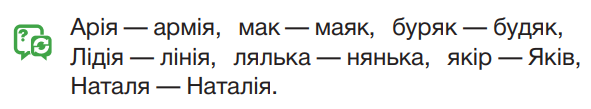 Арія — армія, мак — маяк, буряк — будяк,
Лідія — лінія, лялька — нянька, якір — Яків,
Наталя — Наталія.